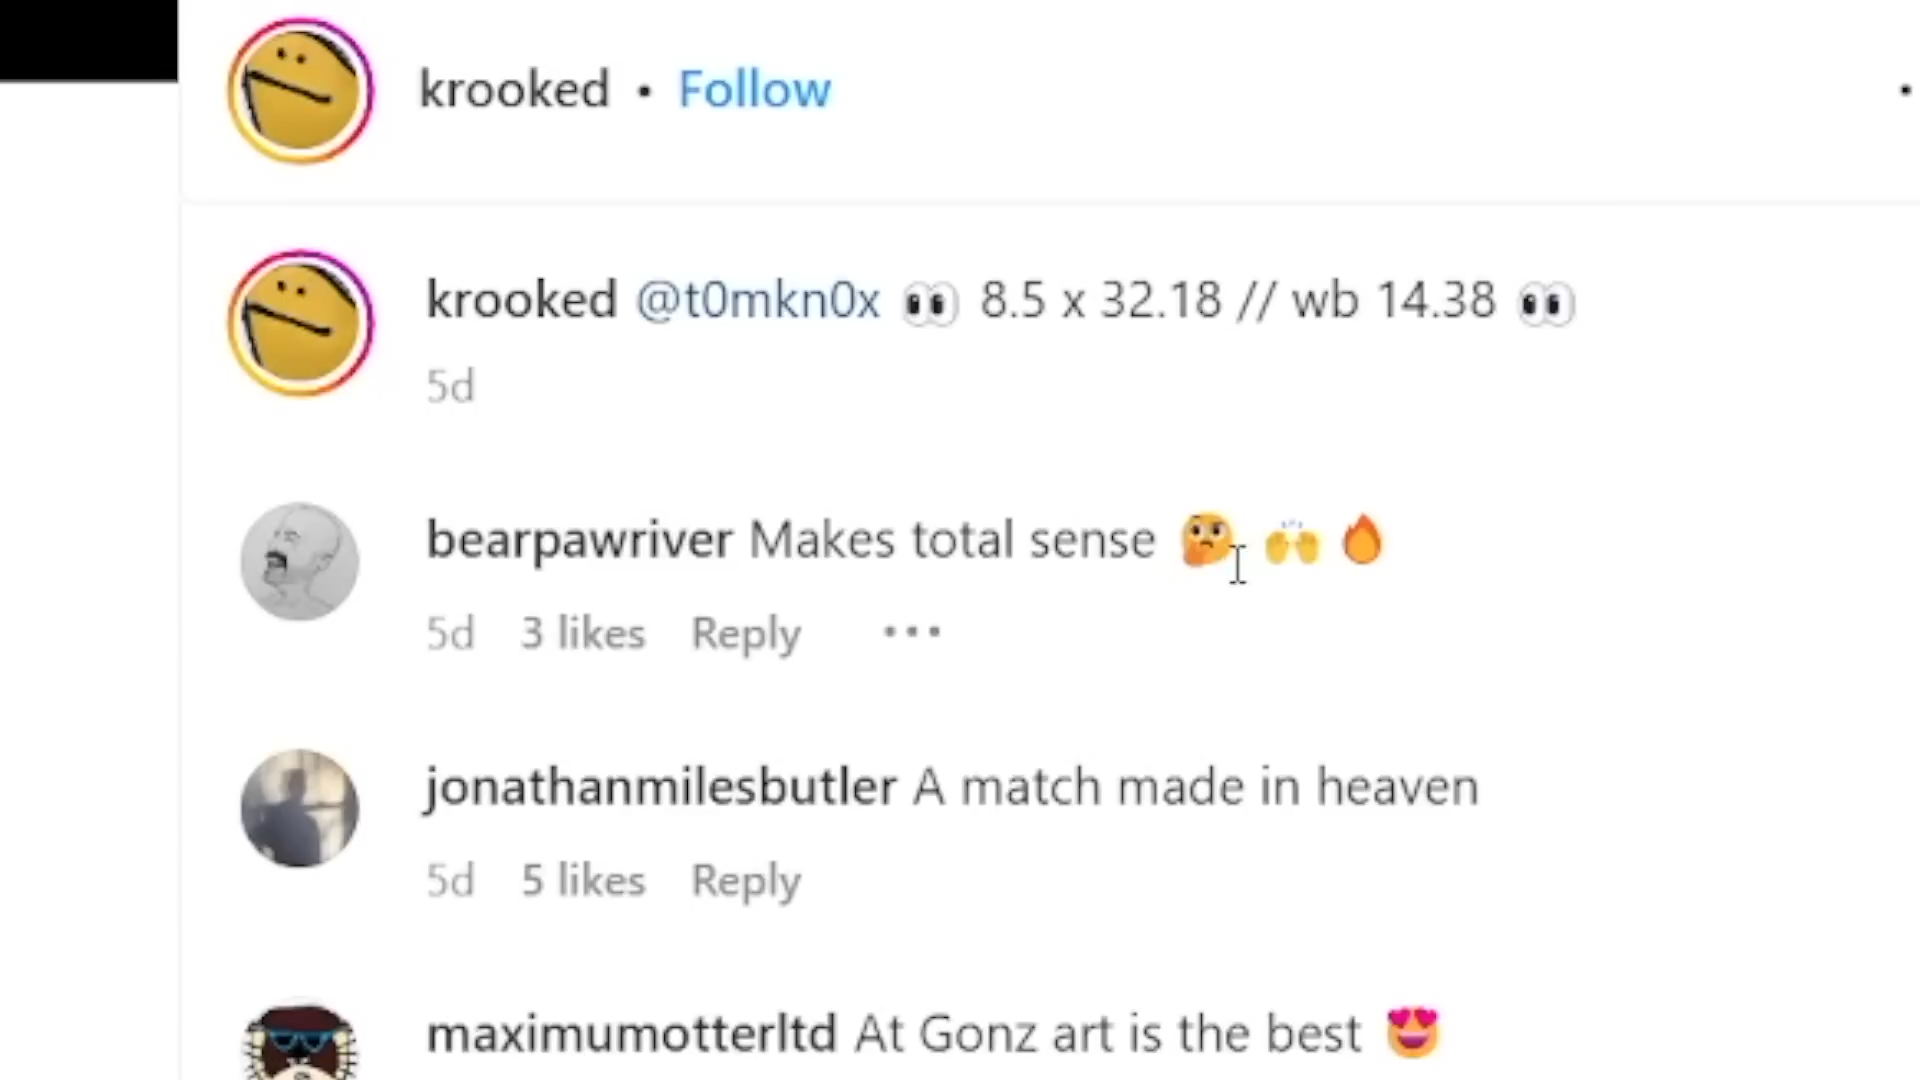 krooked • Follow
krooked @t0mkn0x 👀 8.5 x 32.18 // wb 14.38 👀
5d
bearpawriver Makes total sense 🤔 🙌 🔥
5d 3 likes Reply •••
jonathanmilesbutler A match made in heaven
5d 5 likes Reply
maximumotterltd At Gonz art is the best 😍